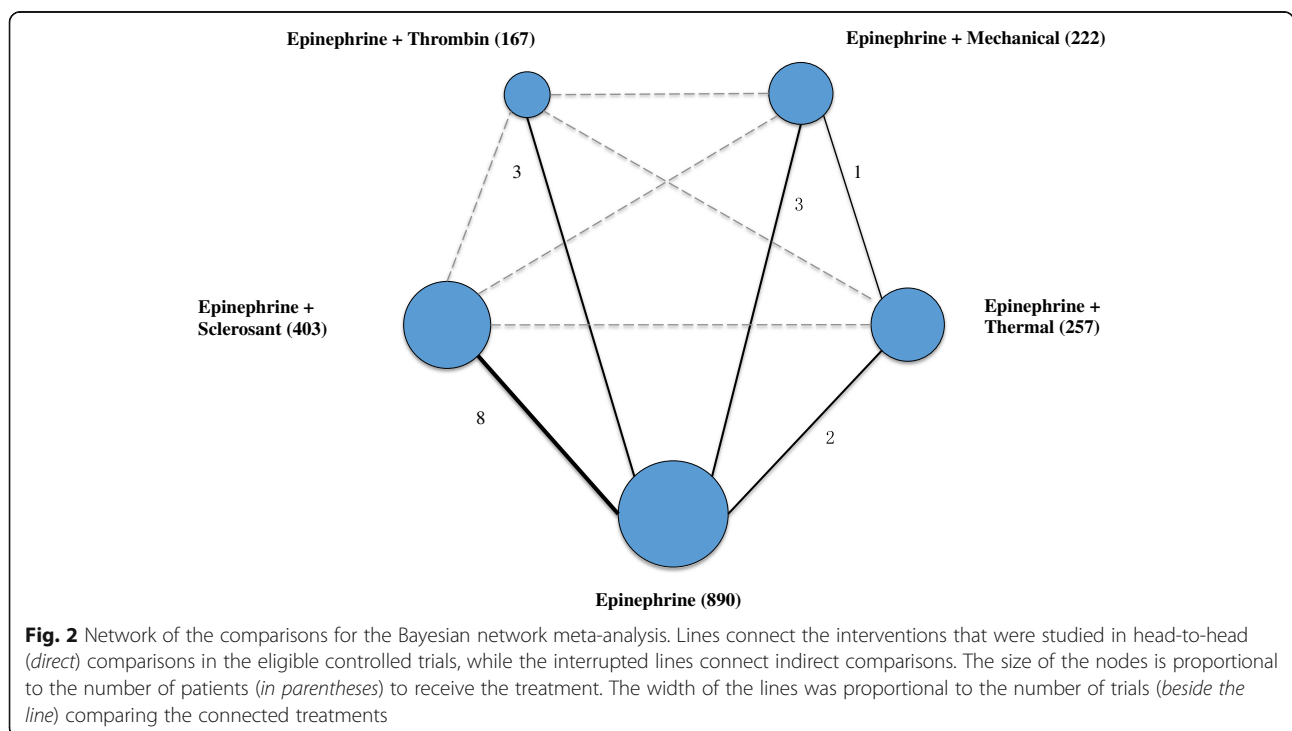 Epinephrine + Thrombin (167)
Epinephrine + Mechanical (222)
3
1
3
Epinephrine +
Sclerosant (403)
Epinephrine +
Thermal (257)
8
2
Epinephrine (890)
Fig. 2 Network of the comparisons for the Bayesian network meta-analysis. Lines connect the interventions that were studied in head-to-head
(direct) comparisons in the eligible controlled trials, while the interrupted lines connect indirect comparisons. The size of the nodes is proportional
to the number of patients (in parentheses) to receive the treatment. The width of the lines was proportional to the number of trials (beside the
line) comparing the connected treatments